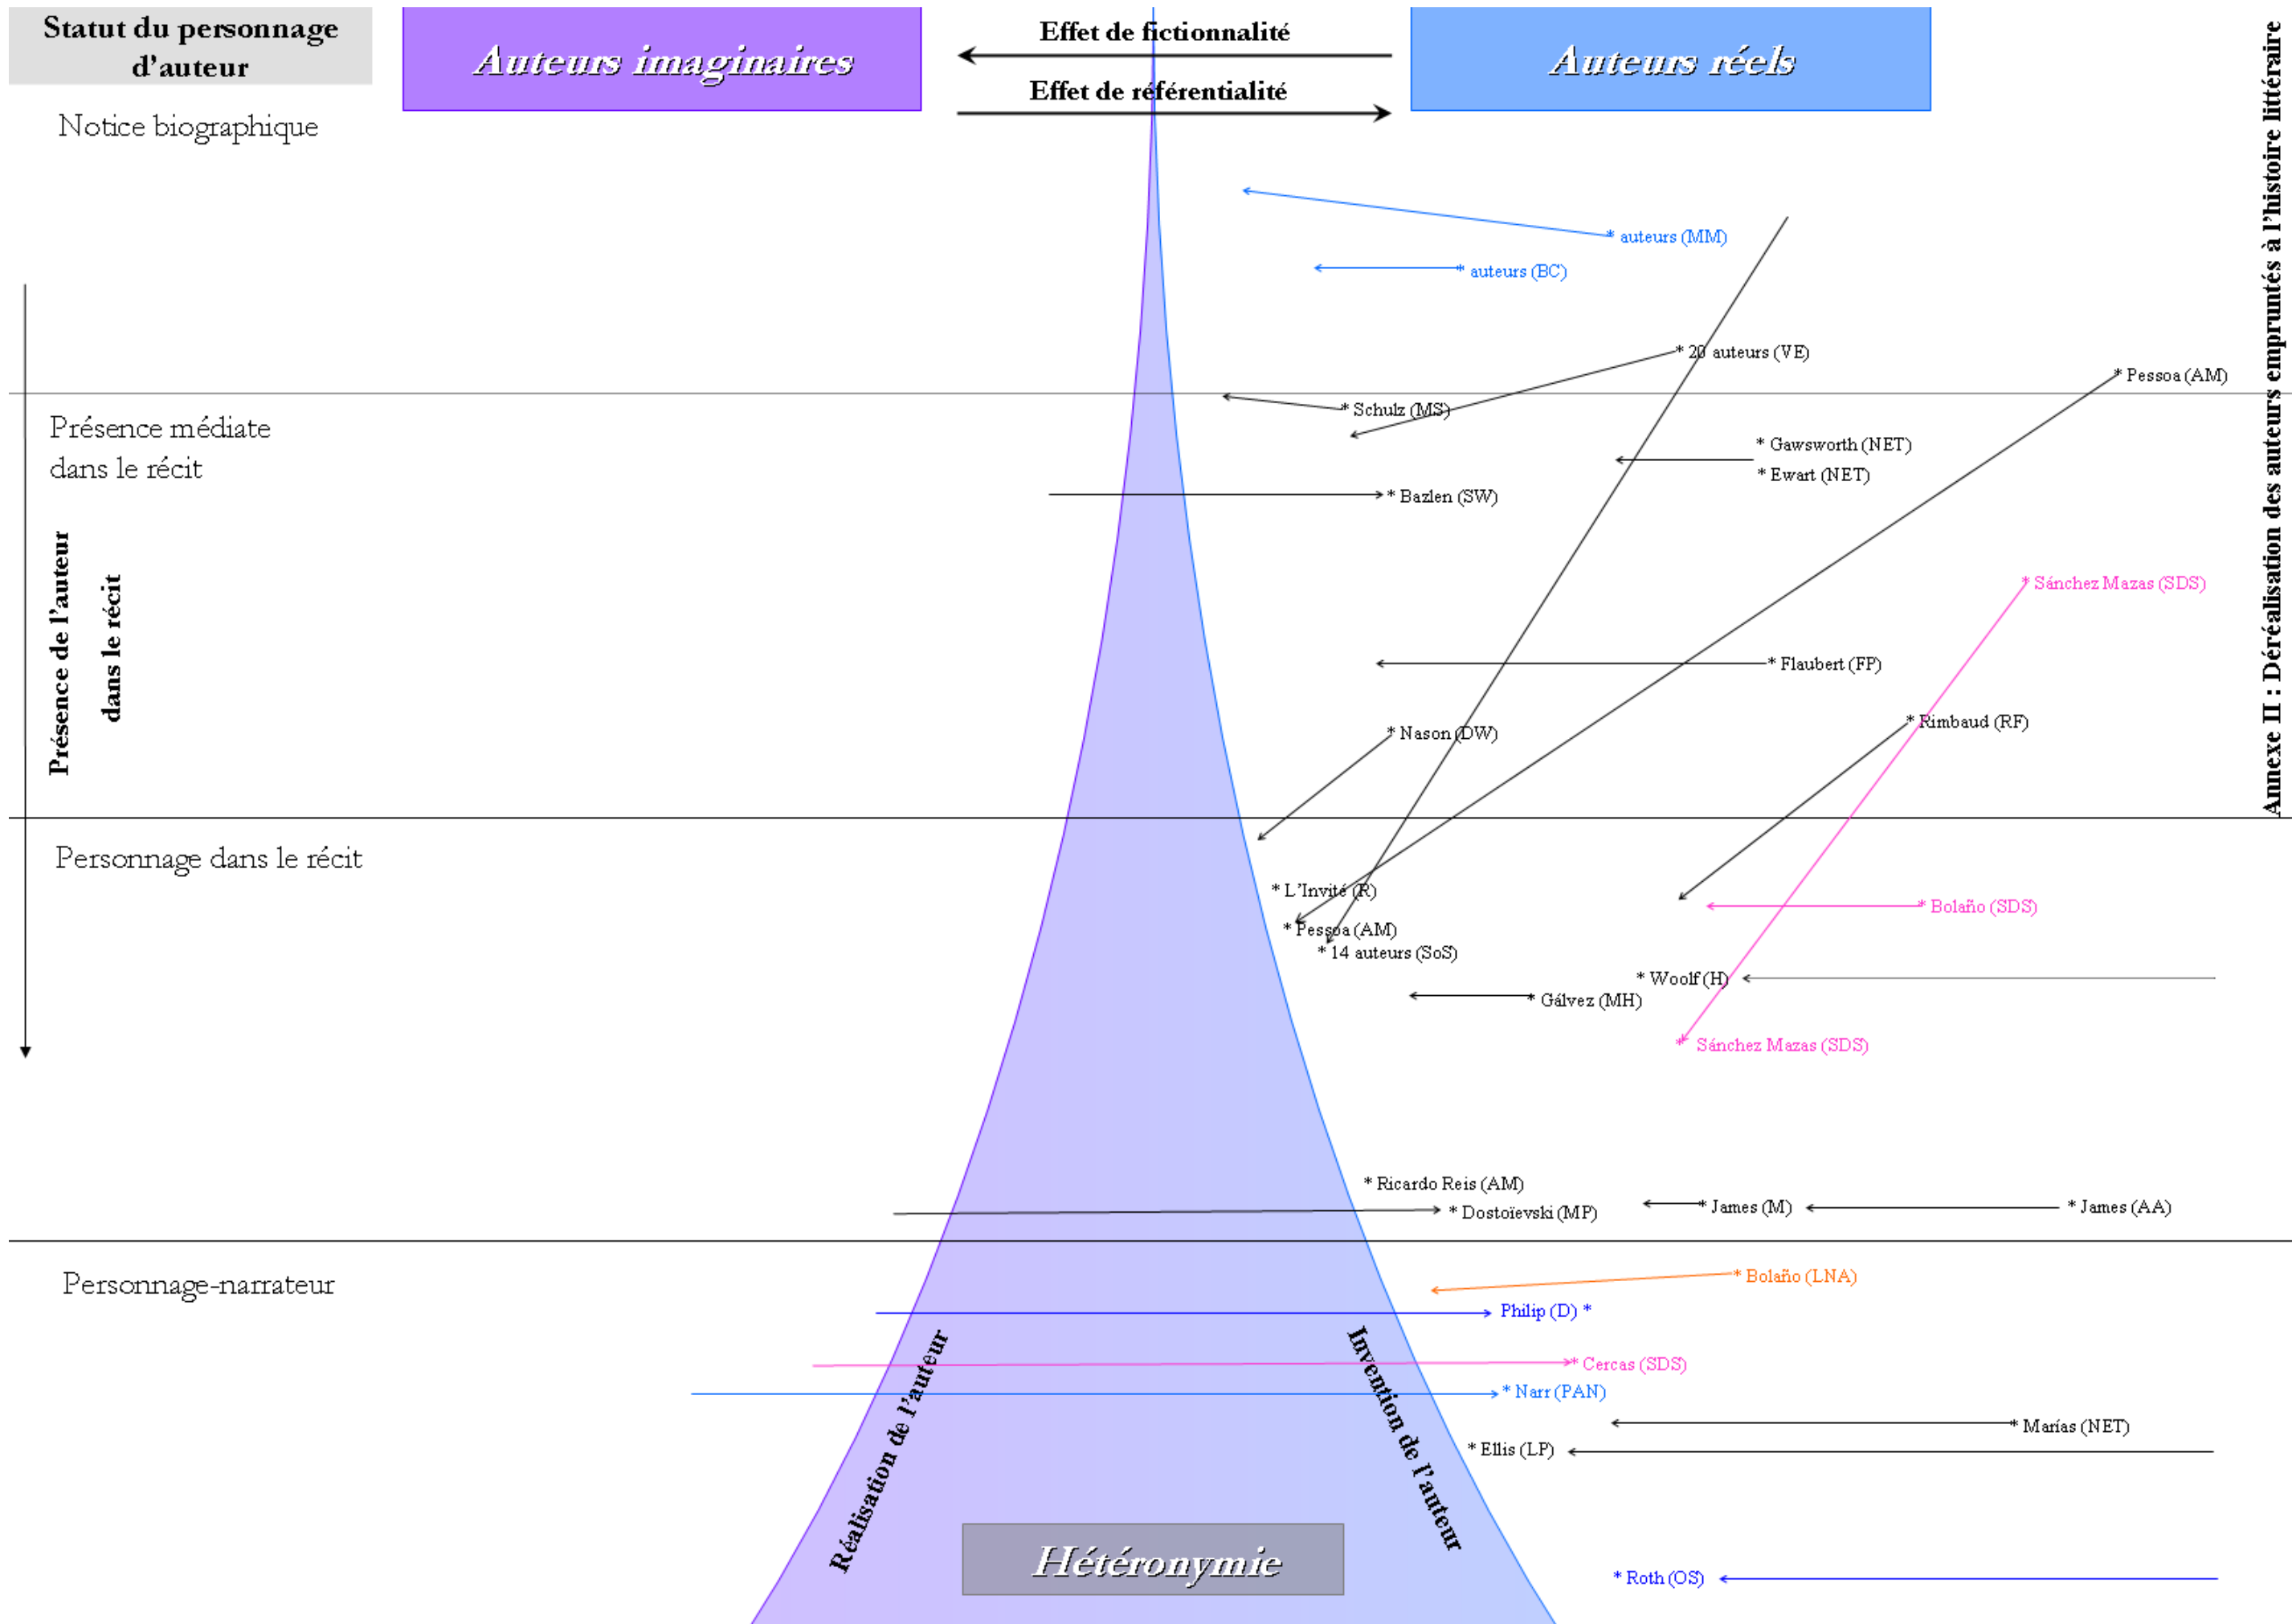 Statut du personnage
d'auteur
Auteurs imaginaires
Effet de fictionnalité
Effet de référentialité
Auteurs réels
Annexe II : Déréalisation des auteurs empruntés à l'histoire littéraire
Notice biographique
* auteurs (MM)
* auteurs (BC)
* 20 auteurs (VE)
* Pessoa (AM)
Présence médiate
dans le récit
* Schulz (MS)
* Gawsworth (NET)
* Ewart (NET)
* Bazlen (SW)
Présence de l'auteur
dans le récit
* Sánchez Mazas (SDS)
* Flaubert (FP)
* Rimbaud (RF)
* Nason (DW)
Personnage dans le récit
* L'Invité (R)
* Bolaño (SDS)
* Pessoa (AM)
* 14 auteurs (SoS)
* Woolf (H)
* Gálvez (MH)
* Sánchez Mazas (SDS)
* Ricardo Reis (AM)
* Dostoïevski (MP)
* James (M)
* James (AA)
Personnage-narrateur
* Bolaño (LNA)
Philip (D) *
* Cercas (SDS)
* Narr (PAN)
* Marías (NET)
* Ellis (LP)
Réalisation de l'auteur
Invention de l'auteur
Hétéronymie
* Roth (OS)